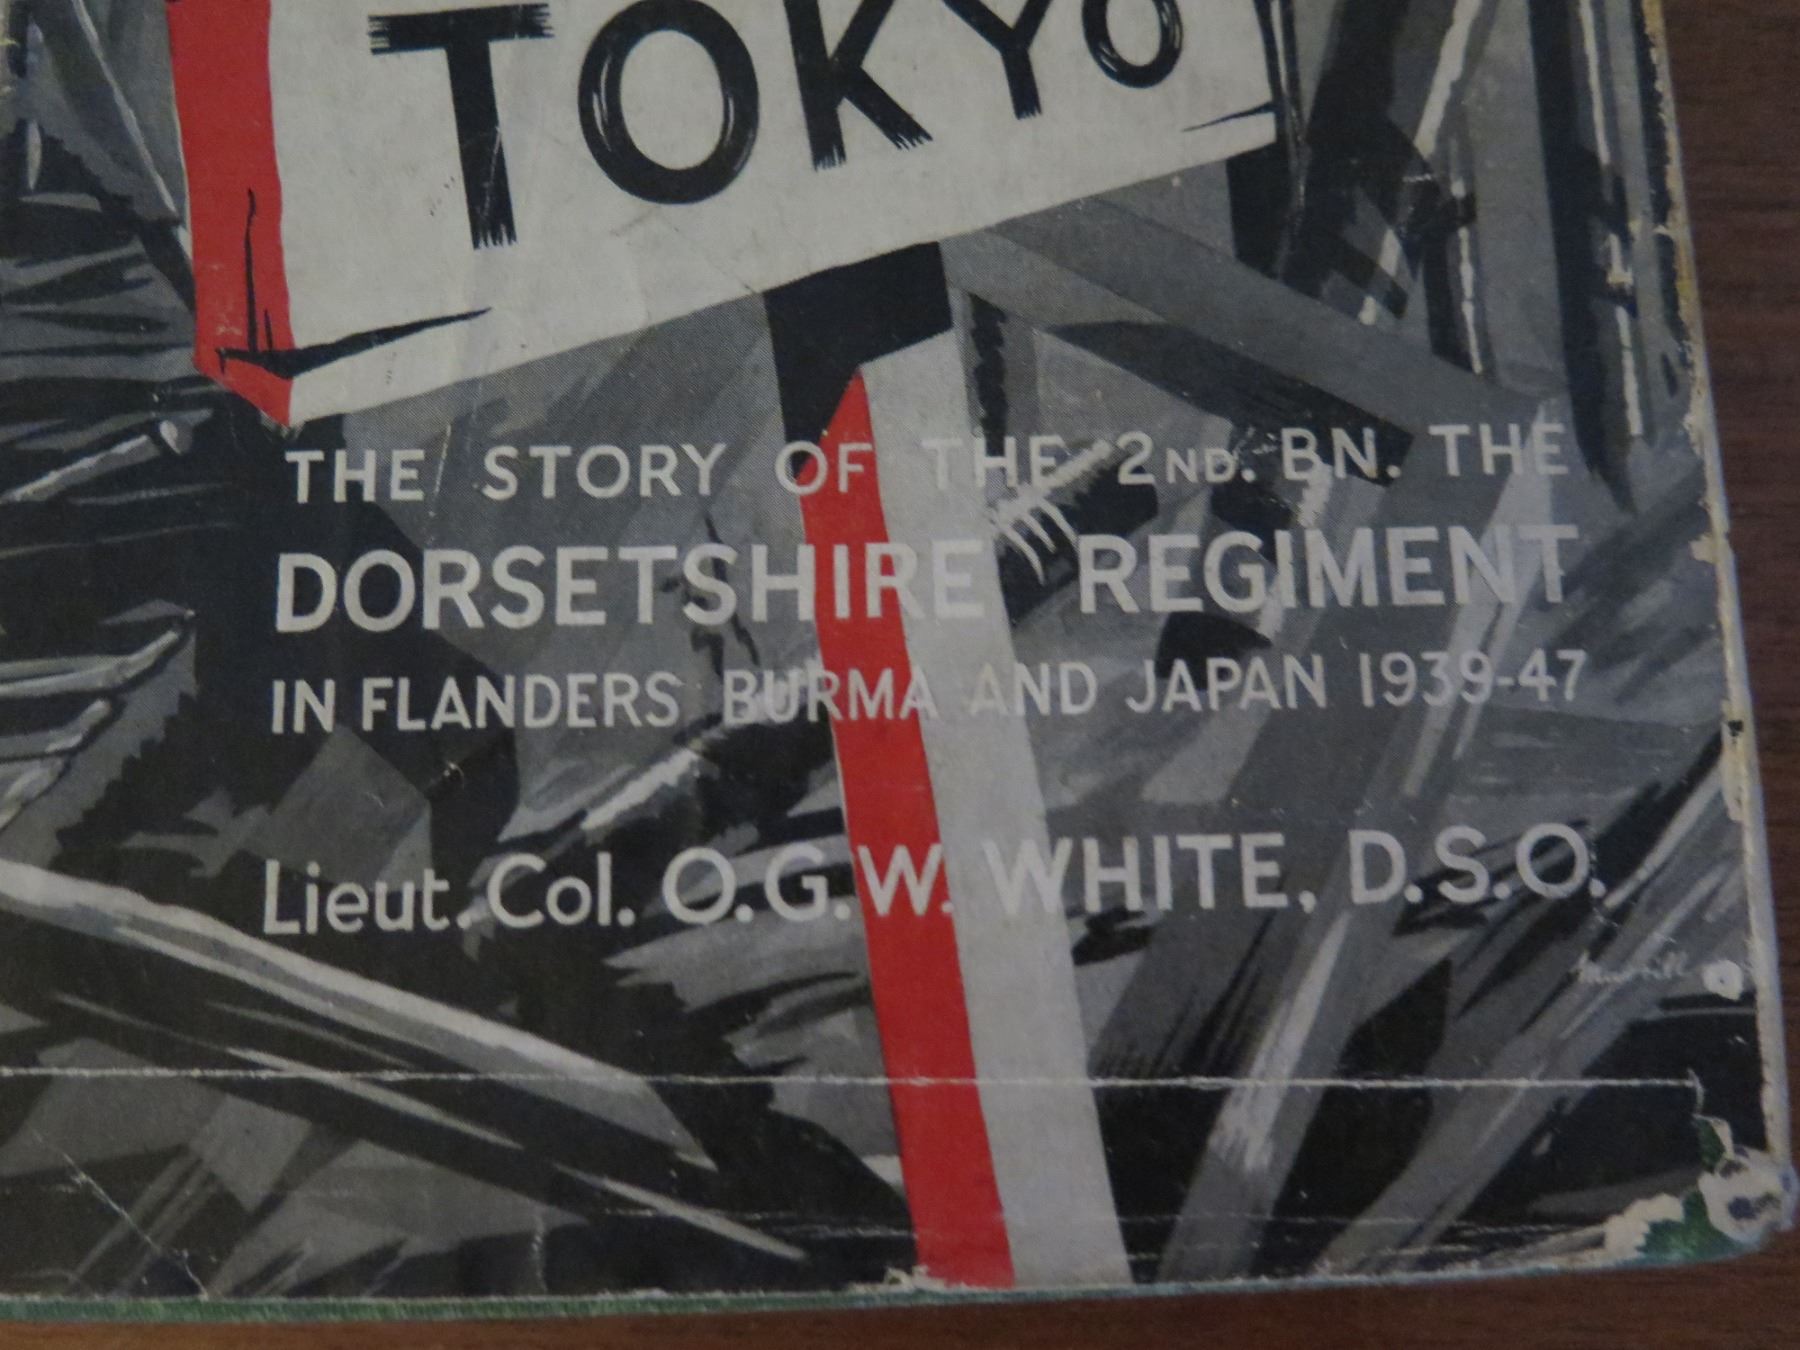 TOKYO
THE STORY OF THE 2ND. BN. THE
DORSETSHIRE REGIMENT
IN FLANDERS BURMA AND JAPAN 1939-47
Lieut. Col. O.G.W. WHITE, D.S.O.